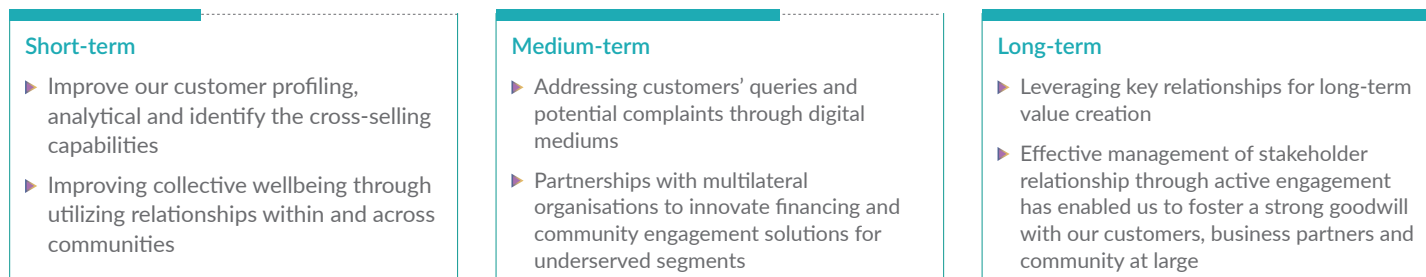 Short-term
Improve our customer profiling,
analytical and identify the cross-selling
capabilities
Improving collective wellbeing through
utilizing relationships within and across
communities
Medium-term
Addressing customers’ queries and
potential complaints through digital
mediums
Partnerships with multilateral
organisations to innovate financing and
community engagement solutions for
underserved segments
Long-term
Leveraging key relationships for long-term
value creation
Effective management of stakeholder
relationship through active engagement
has enabled us to foster a strong goodwill
with our customers, business partners and
community at large